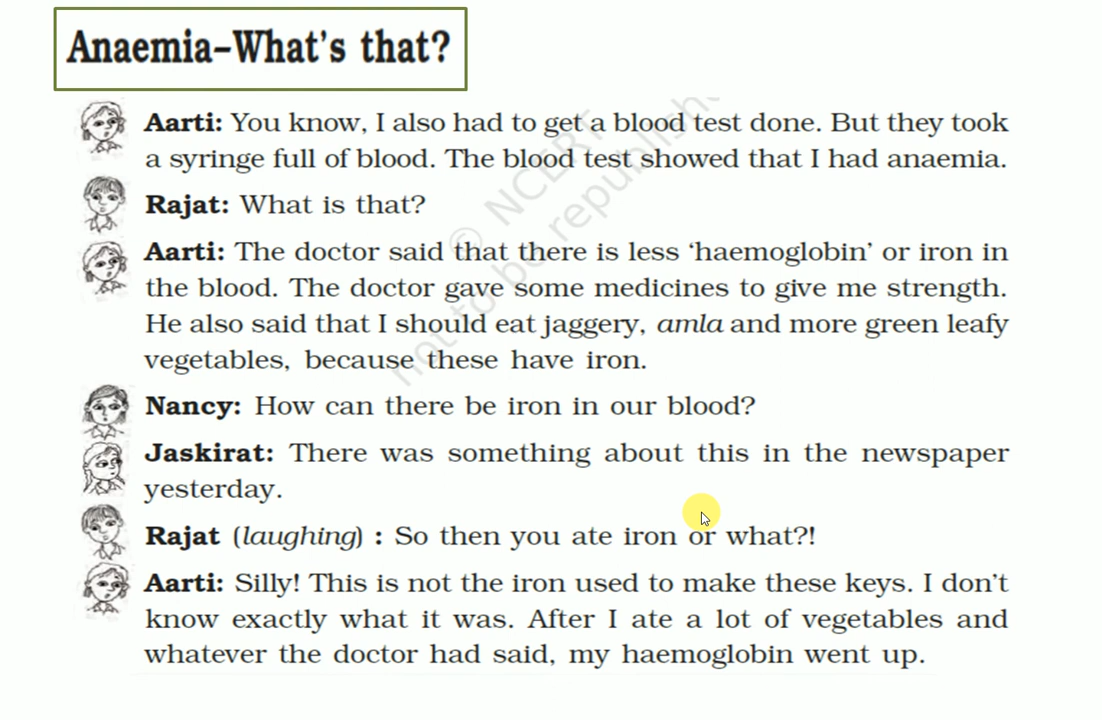 Anaemia–What's that?
Aarti: You know, I also had to get a blood test done. But they took
a syringe full of blood. The blood test showed that I had anaemia.
Rajat: What is that?
Aarti: The doctor said that there is less ‘haemoglobin’ or iron in
the blood. The doctor gave some medicines to give me strength.
He also said that I should eat jaggery, amla and more green leafy
vegetables, because these have iron.
Nancy: How can there be iron in our blood?
Jaskirat: There was something about this in the newspaper
yesterday.
Rajat (laughing) : So then you ate iron or what?!
Aarti: Silly! This is not the iron used to make these keys. I don’t
know exactly what it was. After I ate a lot of vegetables and
whatever the doctor had said, my haemoglobin went up.
© NCERT
not to be republish